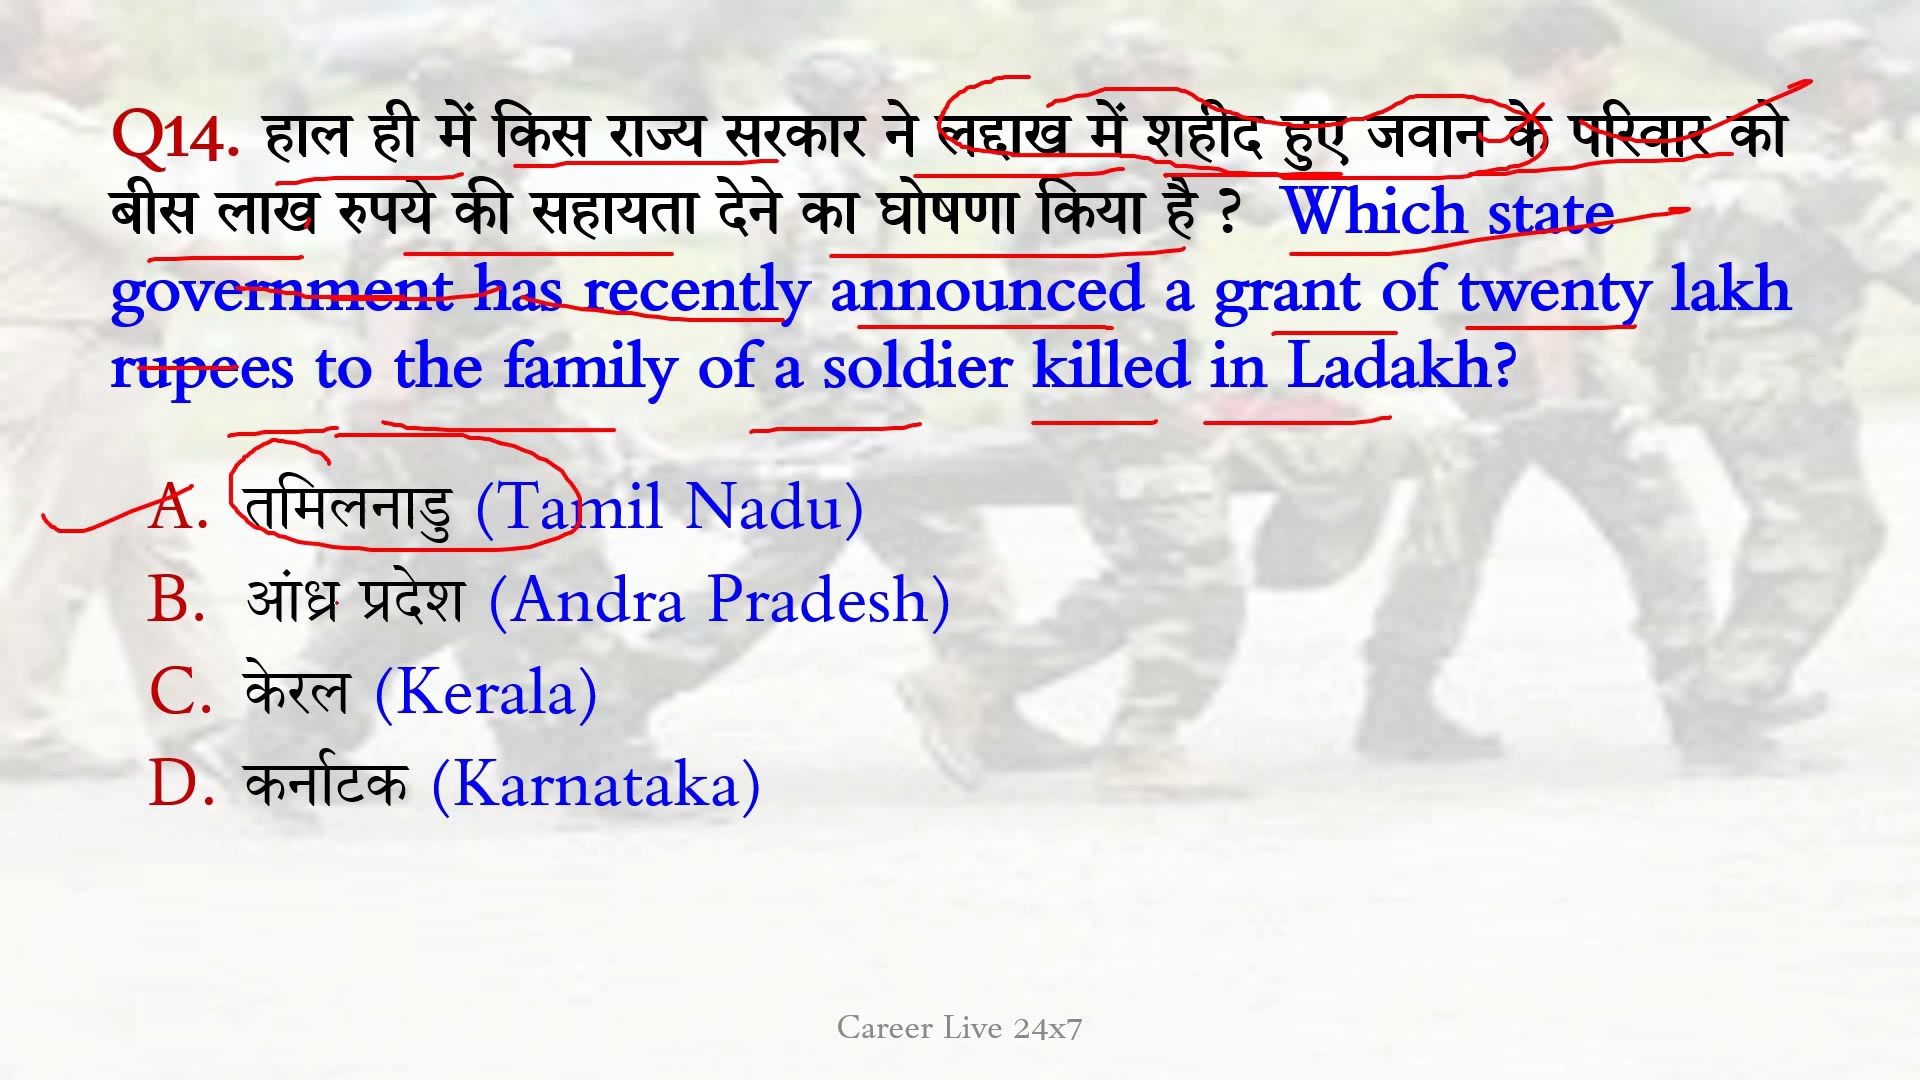 Q14. हाल ही में किस राज्य सरकार ने लद्दाख में शहीद हुए जवान के परिवार को
बीस लाख रुपये की सहायता देने का घोषणा किया है ? Which state
government has recently announced a grant of twenty lakh
rupees to the family of a soldier killed in Ladakh?
A. तमिलनाडु (Tamil Nadu)
B. आंध्र प्रदेश (Andra Pradesh)
C. केरल (Kerala)
D. कर्नाटक (Karnataka)
Career Live 24x7